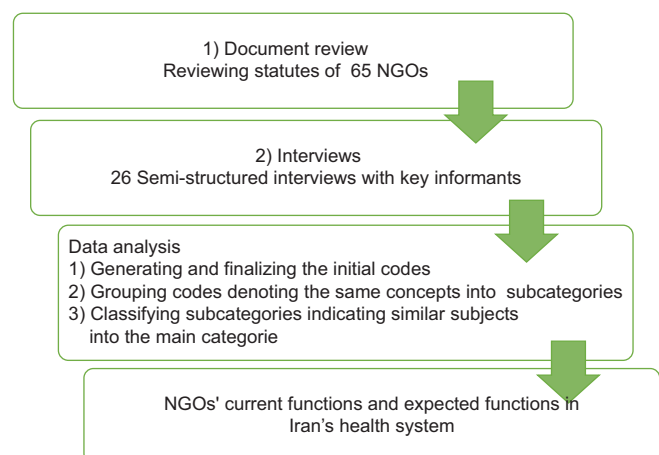 1) Document review
Reviewing statutes of 65 NGOs
2) Interviews
26 Semi-structured interviews with key informants
Data analysis
1) Generating and finalizing the initial codes
2) Grouping codes denoting the same concepts into subcategories
3) Classifying subcategories indicating similar subjects
into the main categorie
NGOs' current functions and expected functions in
Iran's health system